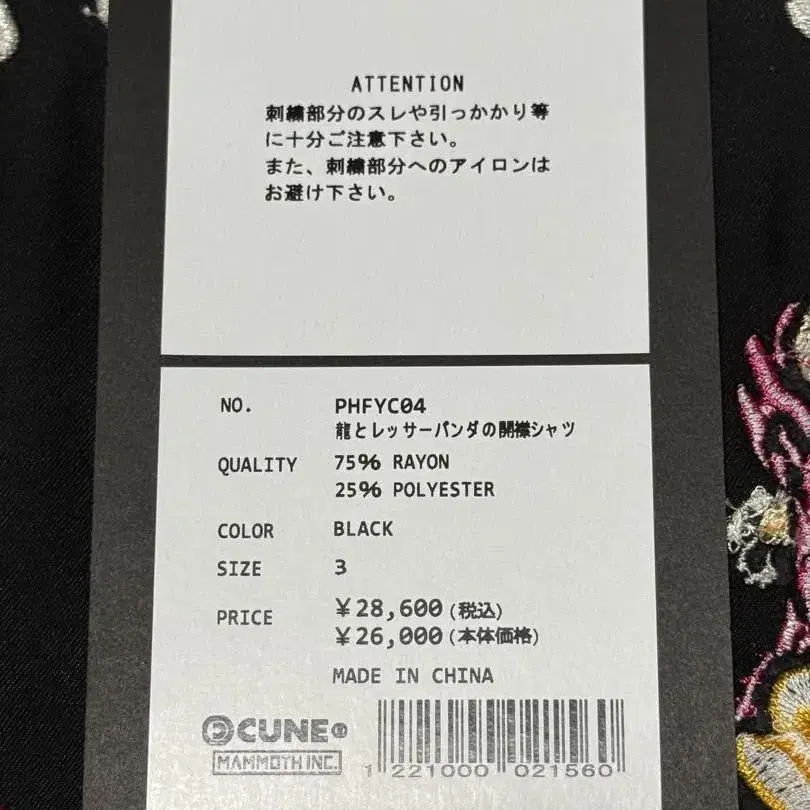 ATTENTION
刺繍部分のスレや引っかかり等
に十分ご注意下さい。
また、刺繍部分へのアイロンは
お避け下さい。
NO. PHFYC04
龍とレッサーパンダの開襟シャツ
QUALITY 75% RAYON
25% POLYESTER
COLOR BLACK
SIZE 3
PRICE ¥28,600(税込)
¥26,000(本体価格)
MADE IN CHINA
CUNE®
MAMMOTH INC.
1 221000 021560